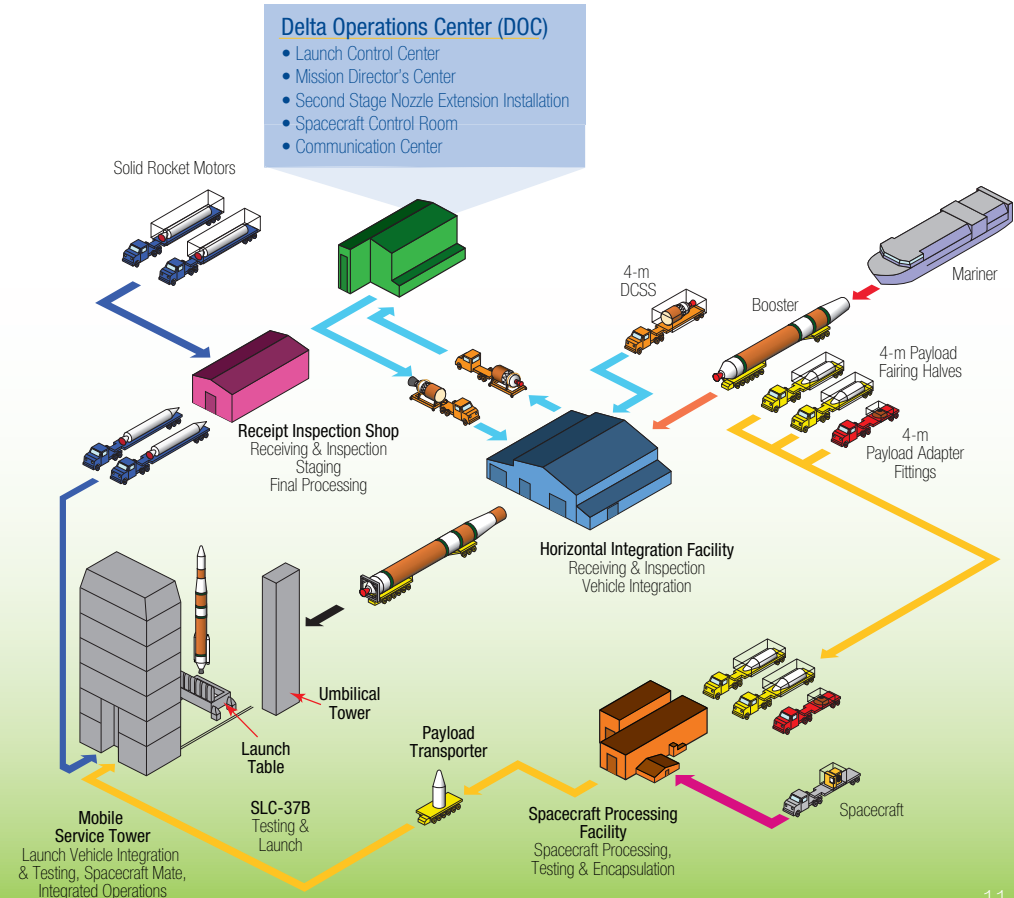 Delta Operations Center (DOC)
• Launch Control Center
• Mission Director's Center
• Second Stage Nozzle Extension Installation
• Spacecraft Control Room
• Communication Center
Solid Rocket Motors
4-m
DCSS
Mariner
Booster
4-m Payload
Fairing Halves
4-m
Payload Adapter
Fittings
Receipt Inspection Shop
Receiving & Inspection
Staging
Final Processing
Horizontal Integration Facility
Receiving & Inspection
Vehicle Integration
Umbilical
Tower
Launch
Table
Payload
Transporter
SLC-37B
Testing &
Launch
Mobile
Service Tower
Launch Vehicle Integration
& Testing, Spacecraft Mate,
Integrated Operations
Spacecraft Processing
Facility
Spacecraft Processing,
Testing & Encapsulation
Spacecraft
11